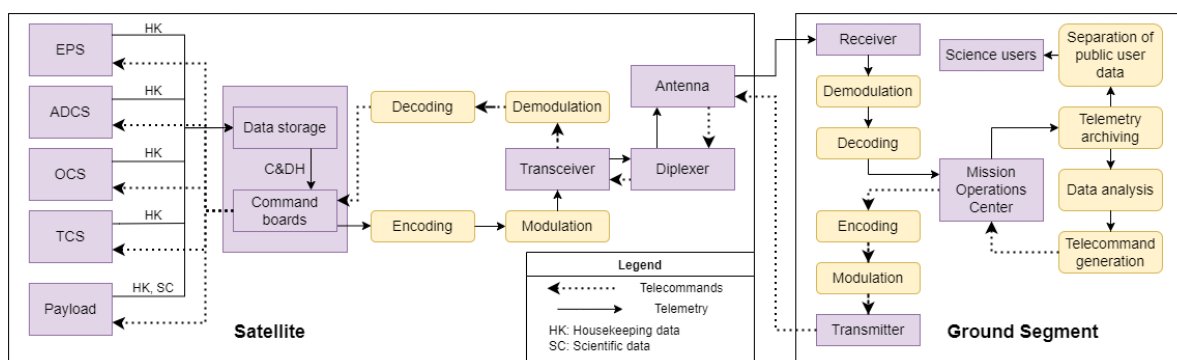 EPS
HK
ADCS
HK
OCS
HK
TCS
HK
Payload
HK, SC
Data storage
C&DH
Command
boards
Decoding
Demodulation
Encoding
Modulation
Transceiver
Antenna
Diplexer
Satellite
Legend
Telecommands
Telemetry
HK: Housekeeping data
SC: Scientific data
Receiver
Demodulation
Decoding
Encoding
Modulation
Transmitter
Science users
Separation of
public user
data
Telemetry
archiving
Mission
Operations
Center
Data analysis
Telecommand
generation
Ground Segment